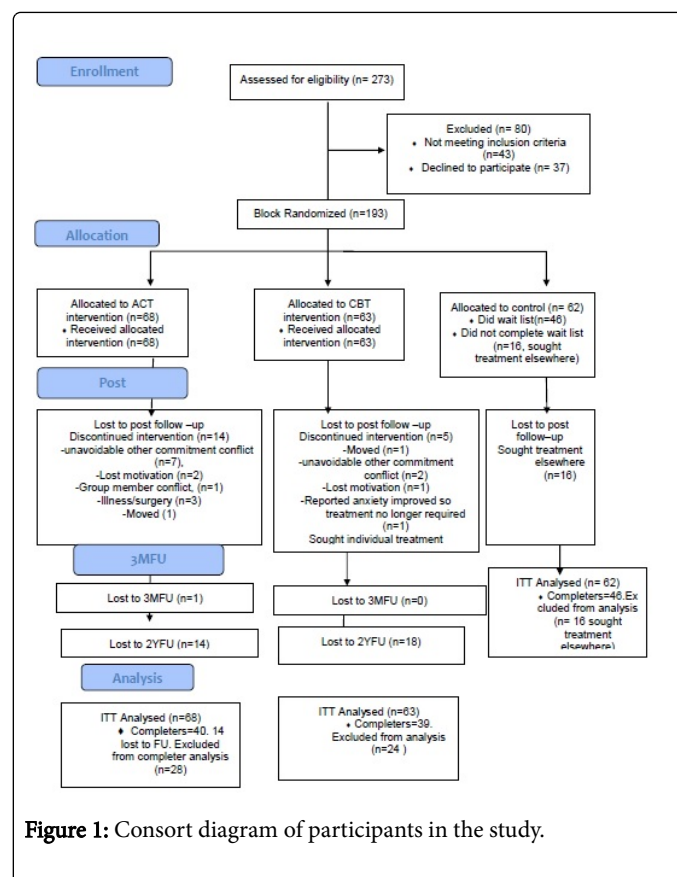 Enrollment
Assessed for eligibility (n= 273)
Excluded (n= 80)
♦ Not meeting inclusion criteria
(n=43)
♦ Declined to participate (n= 37)
Block Randomized (n=193)
Allocation
Allocated to ACT
intervention (n=68)
♦ Received allocated
intervention (n=68)
Allocated to CBT
intervention (n=63)
♦ Received allocated
intervention (n=63)
Allocated to control (n= 62)
♦ Did wait list(n=46)
♦ Did not complete wait list
(n=16, sought
treatment elsewhere)
Post
Lost to post follow –up
Discontinued intervention (n=14)
-unavoidable other commitment conflict
(n=7),
-Lost motivation (n=2)
-Group member conflict, (n=1)
-Illness/surgery (n=3)
-Moved (1)
Lost to post follow –up
Discontinued intervention (n=5)
-Moved (n=1)
-unavoidable other commitment
conflict (n=2)
-Lost motivation (n=1)
-Reported anxiety improved so
treatment no longer required
(n=1)
Sought individual treatment
Lost to post
follow–up
Sought treatment
elsewhere
(n=16)
3MFU
Lost to 3MFU (n=1)
Lost to 3MFU (n=0)
ITT Analysed (n= 62)
♦ Completers=46.Ex
cluded from analysis
(n= 16 sought
treatment
elsewhere)
Lost to 2YFU (n=14)
Lost to 2YFU (n=18)
Analysis
ITT Analysed (n=68)
♦ Completers=40. 14
lost to FU. Excluded
from completer analysis
(n=28)
ITT Analysed (n=63)
♦ Completers=39.
Excluded from analysis
(n=24 )
Figure 1: Consort diagram of participants in the study.